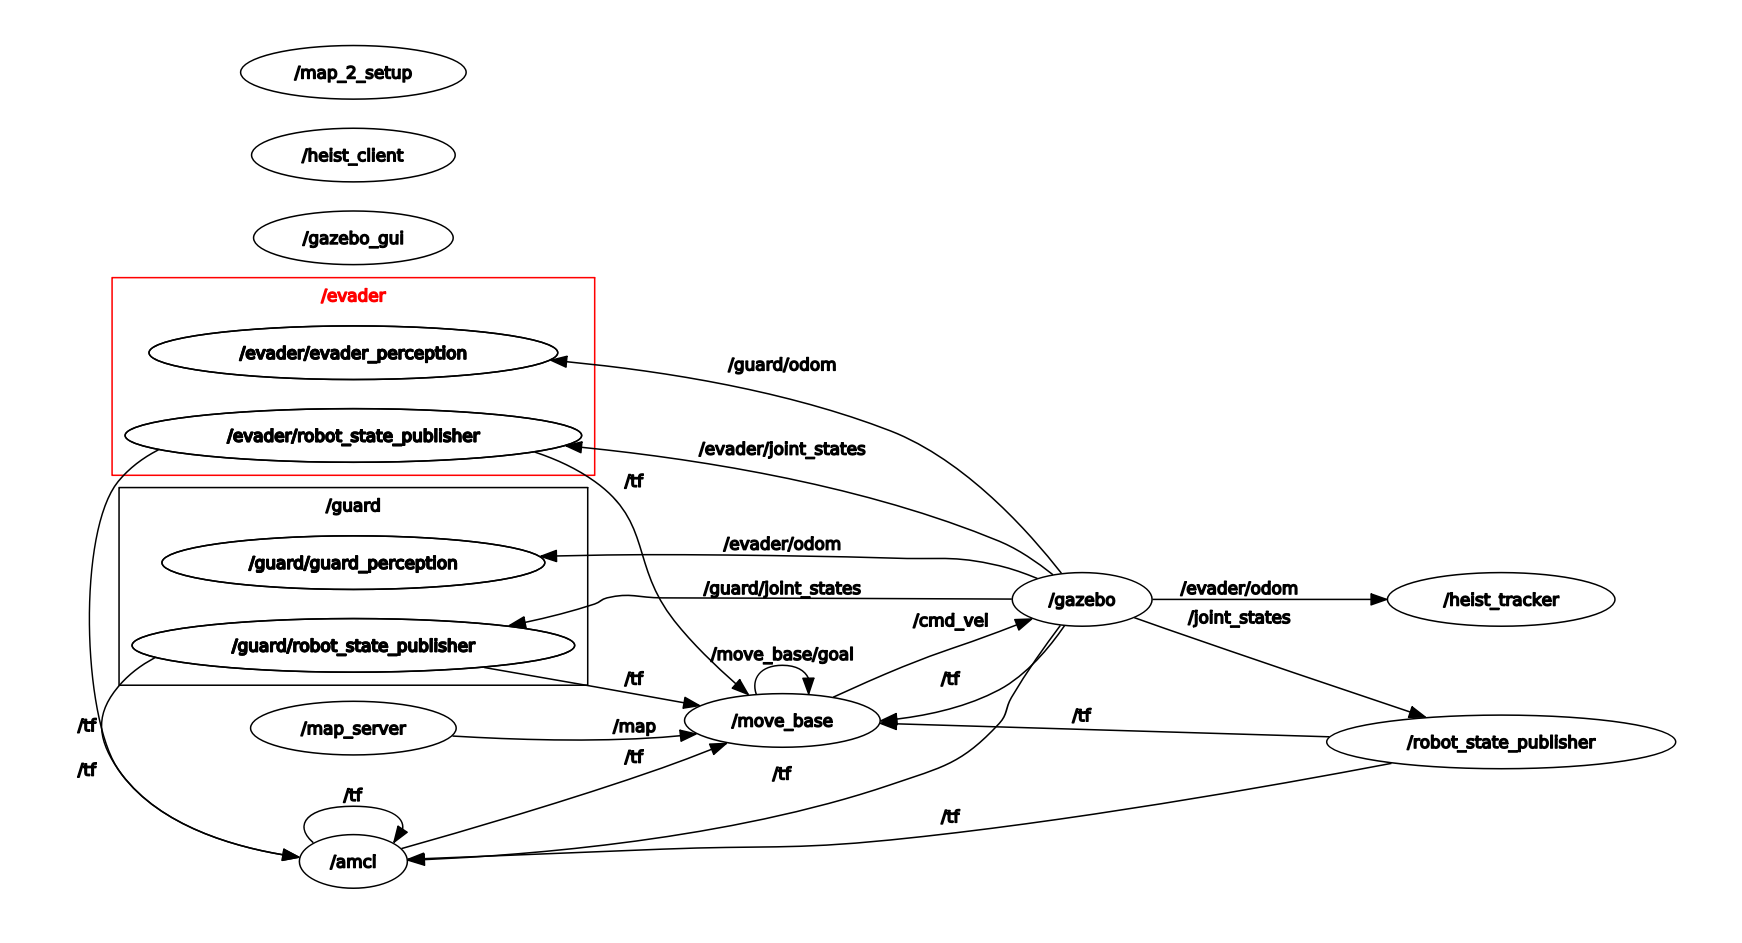 /map_2_setup
/heist_client
/gazebo_gui
/evader
/evader/evader_perception
/guard/odom
/evader/robot_state_publisher
/evader/joint_states
/tf
/guard
/evader/odom
/guard/guard_perception
/guard/joint_states
/gazebo
/evader/odom
/heist_tracker
/joint_states
/cmd_vel
/guard/robot_state_publisher
/move_base/goal
/tf
/tf
/tf
/map_server
/map
/move_base
/tf
/robot_state_publisher
/tf
/tf
/tf
/tf
/tf
/tf
/amcl